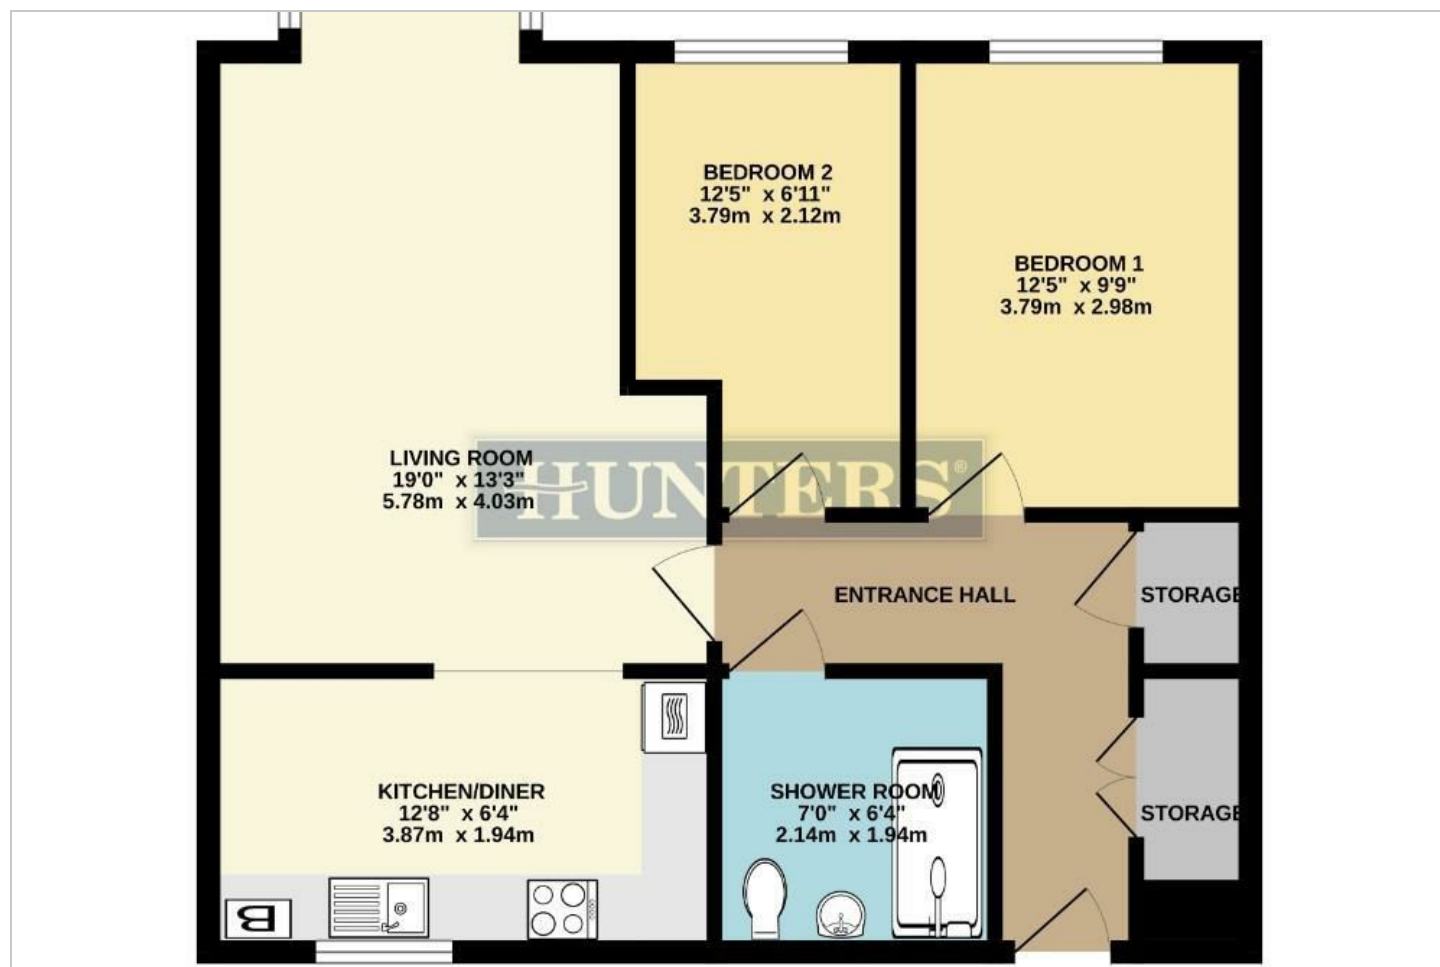 BEDROOM 2
12'5" x 6'11"
3.79m x 2.12m
BEDROOM 1
12'5" x 9'9"
3.79m x 2.98m
LIVING ROOM
19'0" x 13'3"
5.78m x 4.03m
HUNTERS®
ENTRANCE HALL
STORAGE
KITCHEN/DINER
12'8" x 6'4"
3.87m x 1.94m
SHOWER ROOM
7'0" x 6'4"
2.14m x 1.94m
STORAGE
B